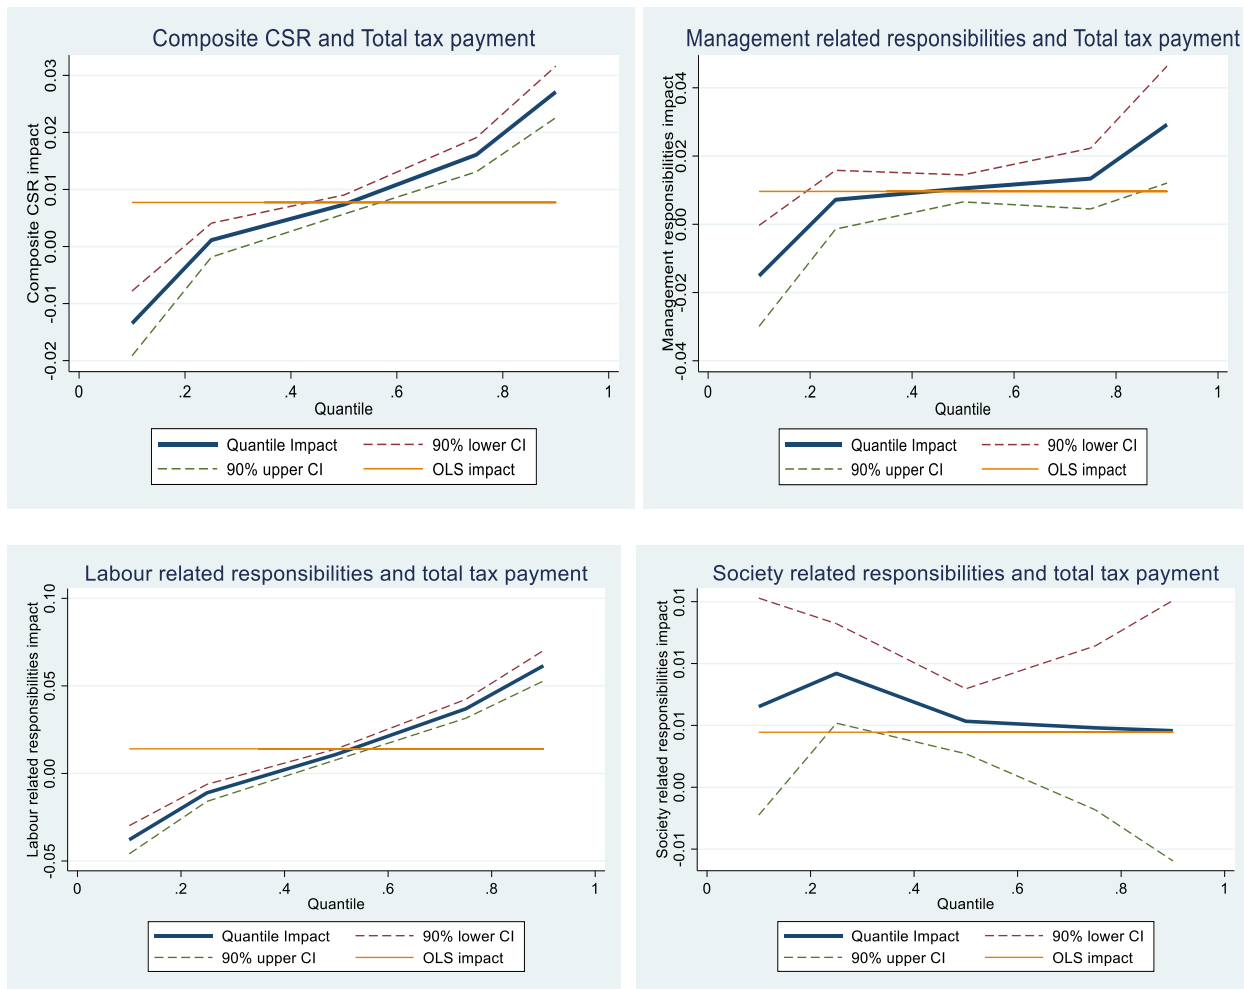 Composite CSR and Total tax payment
Composite CSR impact
0.03
0.02
0.01
0.00
-0.01
-0.02
0
.2
.4
.6
.8
1
Quantile
Quantile Impact
90% lower CI
90% upper CI
OLS impact
Management related responsibilities and Total tax payment
Management responsibilities impact
0.04
0.02
0.00
-0.02
-0.04
0
.2
.4
.6
.8
1
Quantile
Quantile Impact
90% lower CI
90% upper CI
OLS impact
Labour related responsibilities and total tax payment
Labour related responsibilities impact
0.10
0.05
0.00
-0.05
0
.2
.4
.6
.8
1
Quantile
Quantile Impact
90% lower CI
90% upper CI
OLS impact
Society related responsibilities and total tax payment
Society related responsibilities impact
0.01
0.01
0.01
0.00
-0.01
0
.2
.4
.6
.8
1
Quantile
Quantile Impact
90% lower CI
90% upper CI
OLS impact